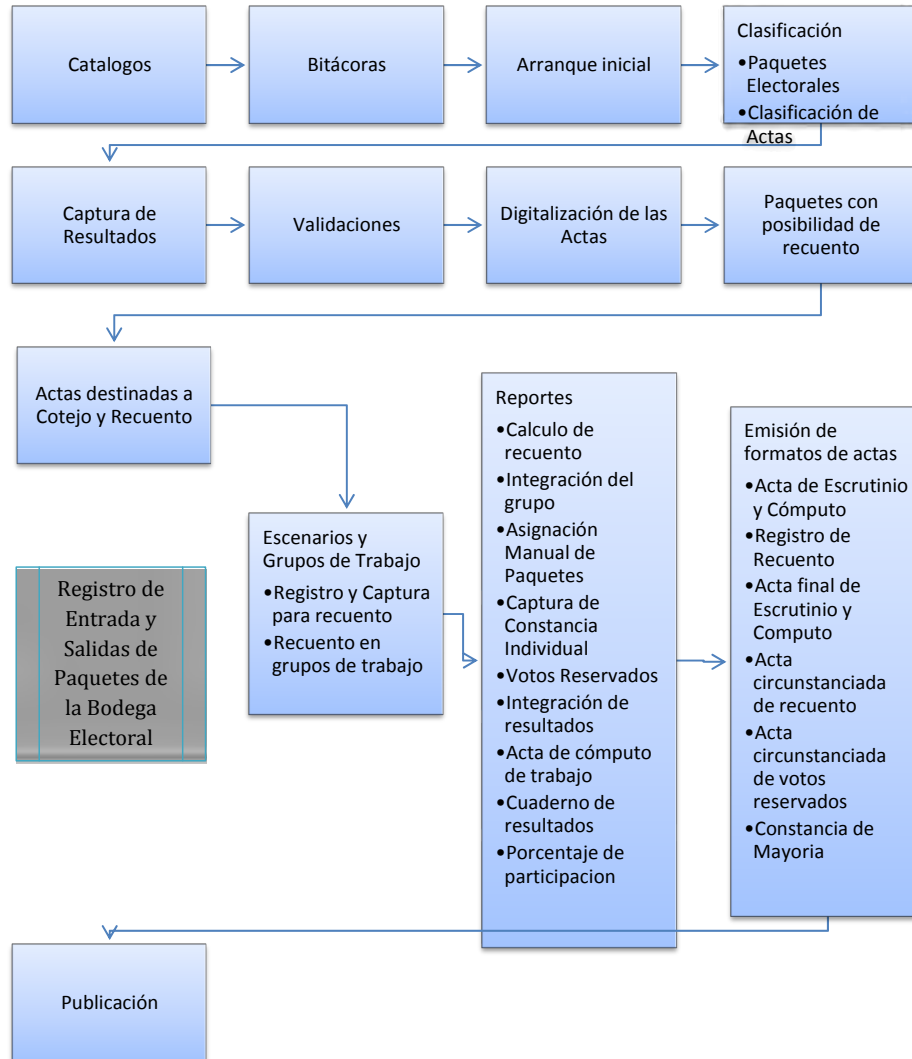 Catalogos
Bitácoras
Arranque inicial
Clasificación
•Paquetes
Electorales
•Clasificación de
Actas
Captura de
Resultados
Validaciones
Digitalización de las
Actas
Paquetes con
posibilidad de
recuento
Actas destinadas a
Cotejo y Recuento
Registro de
Entrada y
Salidas de
Paquetes de
la Bodega
Electoral
Escenarios y
Grupos de Trabajo
•Registro y Captura
para recuento
•Recuento en
grupos de trabajo
Reportes
•Calculo de
recuento
•Integración del
grupo
•Asignación
Manual de
Paquetes
•Captura de
Constancia
Individual
•Votos Reservados
•Integración de
resultados
•Acta de cómputo
de trabajo
•Cuaderno de
resultados
•Porcentaje de
participacion
Emisión de
formatos de actas
•Acta de Escrutinio
y Cómputo
•Registro de
Recuento
•Acta final de
Escrutinio y
Computo
•Acta
circunstanciada
de recuento
•Acta
circunstanciada
de votos
reservados
•Constancia de
Mayoria
Publicación